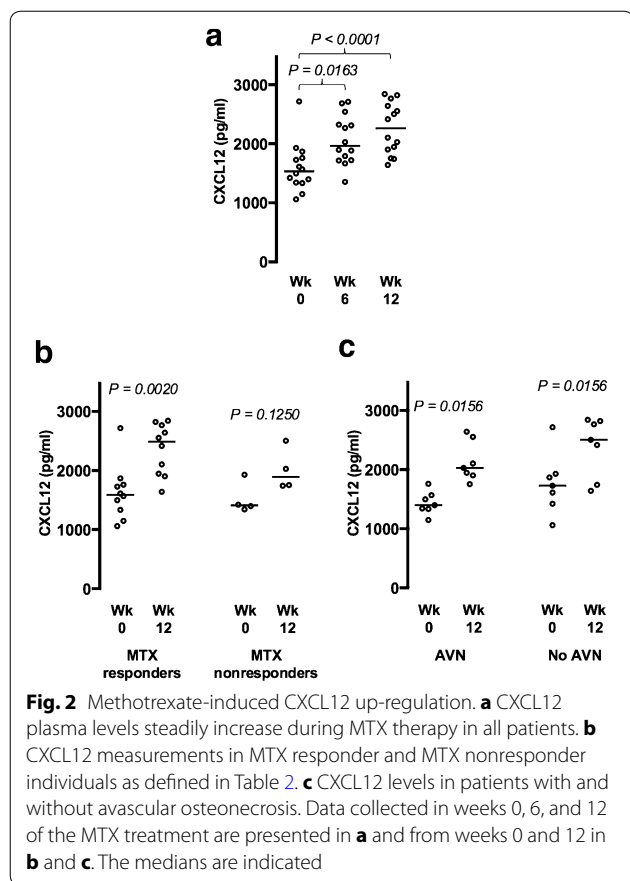 a
P < 0.0001
P = 0.0163
CXCL12 (pg/ml)
3000
2000
1000
0
Wk Wk Wk
0 6 12
b
P = 0.0020
P = 0.1250
CXCL12 (pg/ml)
3000
2000
1000
0
Wk Wk Wk Wk
0 12 0 12
MTX MTX
responders nonresponders
c
P = 0.0156
P = 0.0156
CXCL12 (pg/ml)
3000
2000
1000
0
Wk Wk Wk Wk
0 12 0 12
AVN No AVN
Fig. 2 Methotrexate-induced CXCL12 up-regulation. a CXCL12
plasma levels steadily increase during MTX therapy in all patients. b
CXCL12 measurements in MTX responder and MTX nonresponder
individuals as defined in Table 2. c CXCL12 levels in patients with and
without avascular osteonecrosis. Data collected in weeks 0, 6, and 12
of the MTX treatment are presented in a and from weeks 0 and 12 in
b and c. The medians are indicated